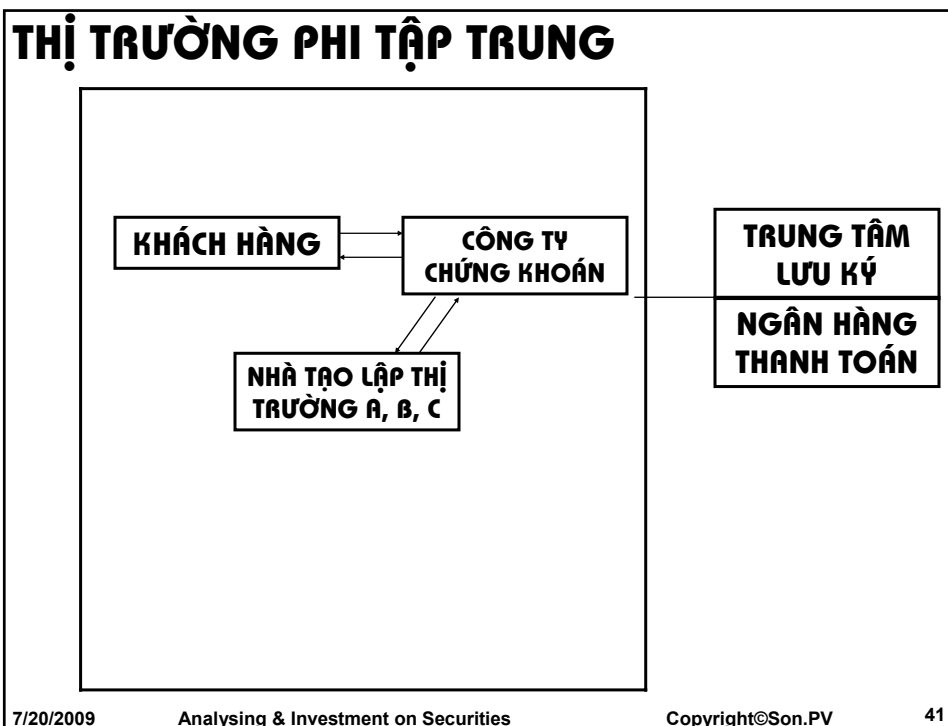 THỊ TRƯỜNG PHI TẬP TRUNG
KHÁCH HÀNG
CÔNG TY
CHỨNG KHOÁN
TRUNG TÂM
LƯU KÝ
NGÂN HÀNG
THANH TOÁN
NHÀ TẠO LẬP THỊ
TRƯỜNG A, B, C
7/20/2009 Analysing & Investment on Securities Copyright©Son.PV 41